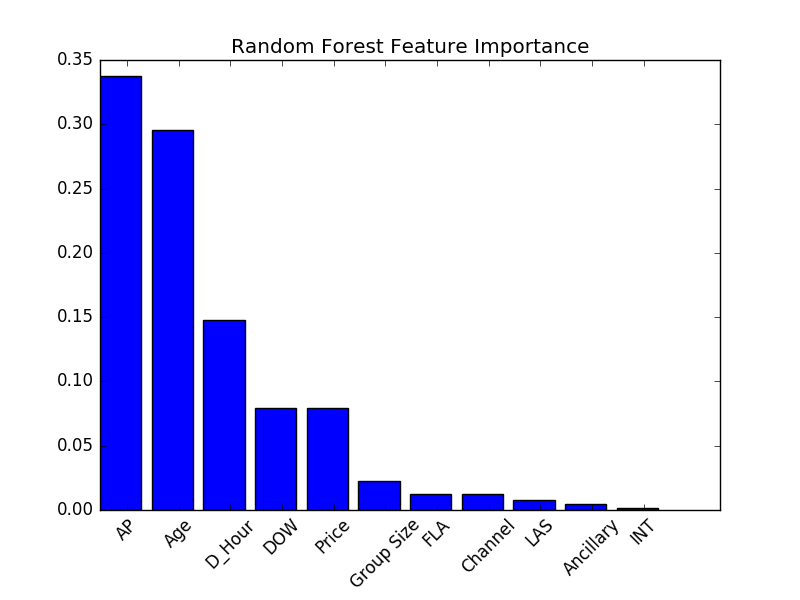 Random Forest Feature Importance
0.35
0.30
0.25
0.20
0.15
0.10
0.05
0.00
AP
Age
D_Hour
DOW
Price
Group Size
FLA
Channel
LAS
Ancillary
INT